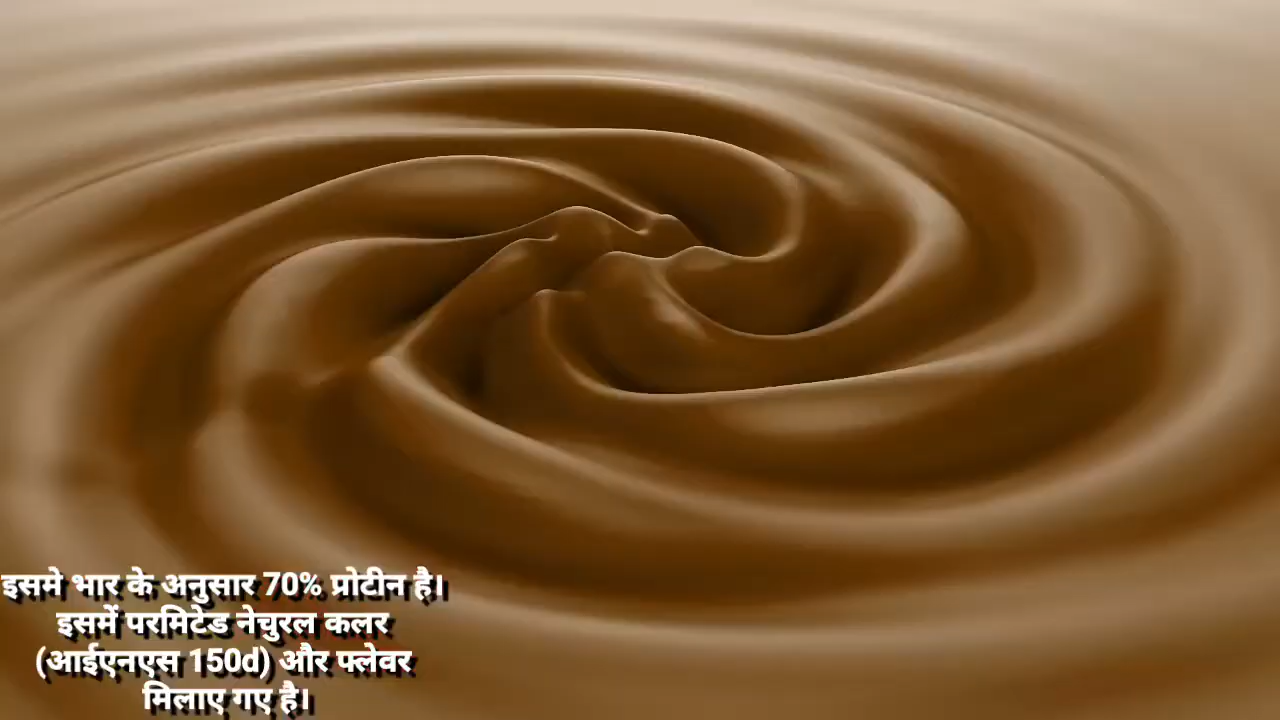 इसमे भार के अनुसार 70% प्रोटीन है।
इसमें परमिटेड नेचुरल कलर
(आईएनएस 150d) और फ्लेवर
मिलाए गए है।